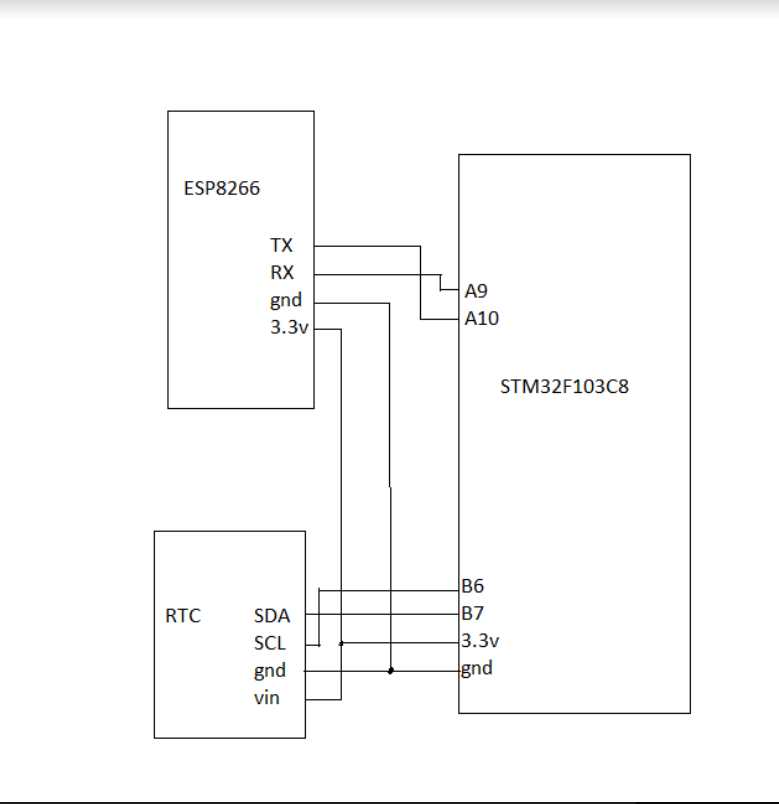 ESP8266
TX
RX
gnd
3.3v
A9
A10
STM32F103C8
RTC
SDA
SCL
gnd
vin
B6
B7
3.3v
gnd